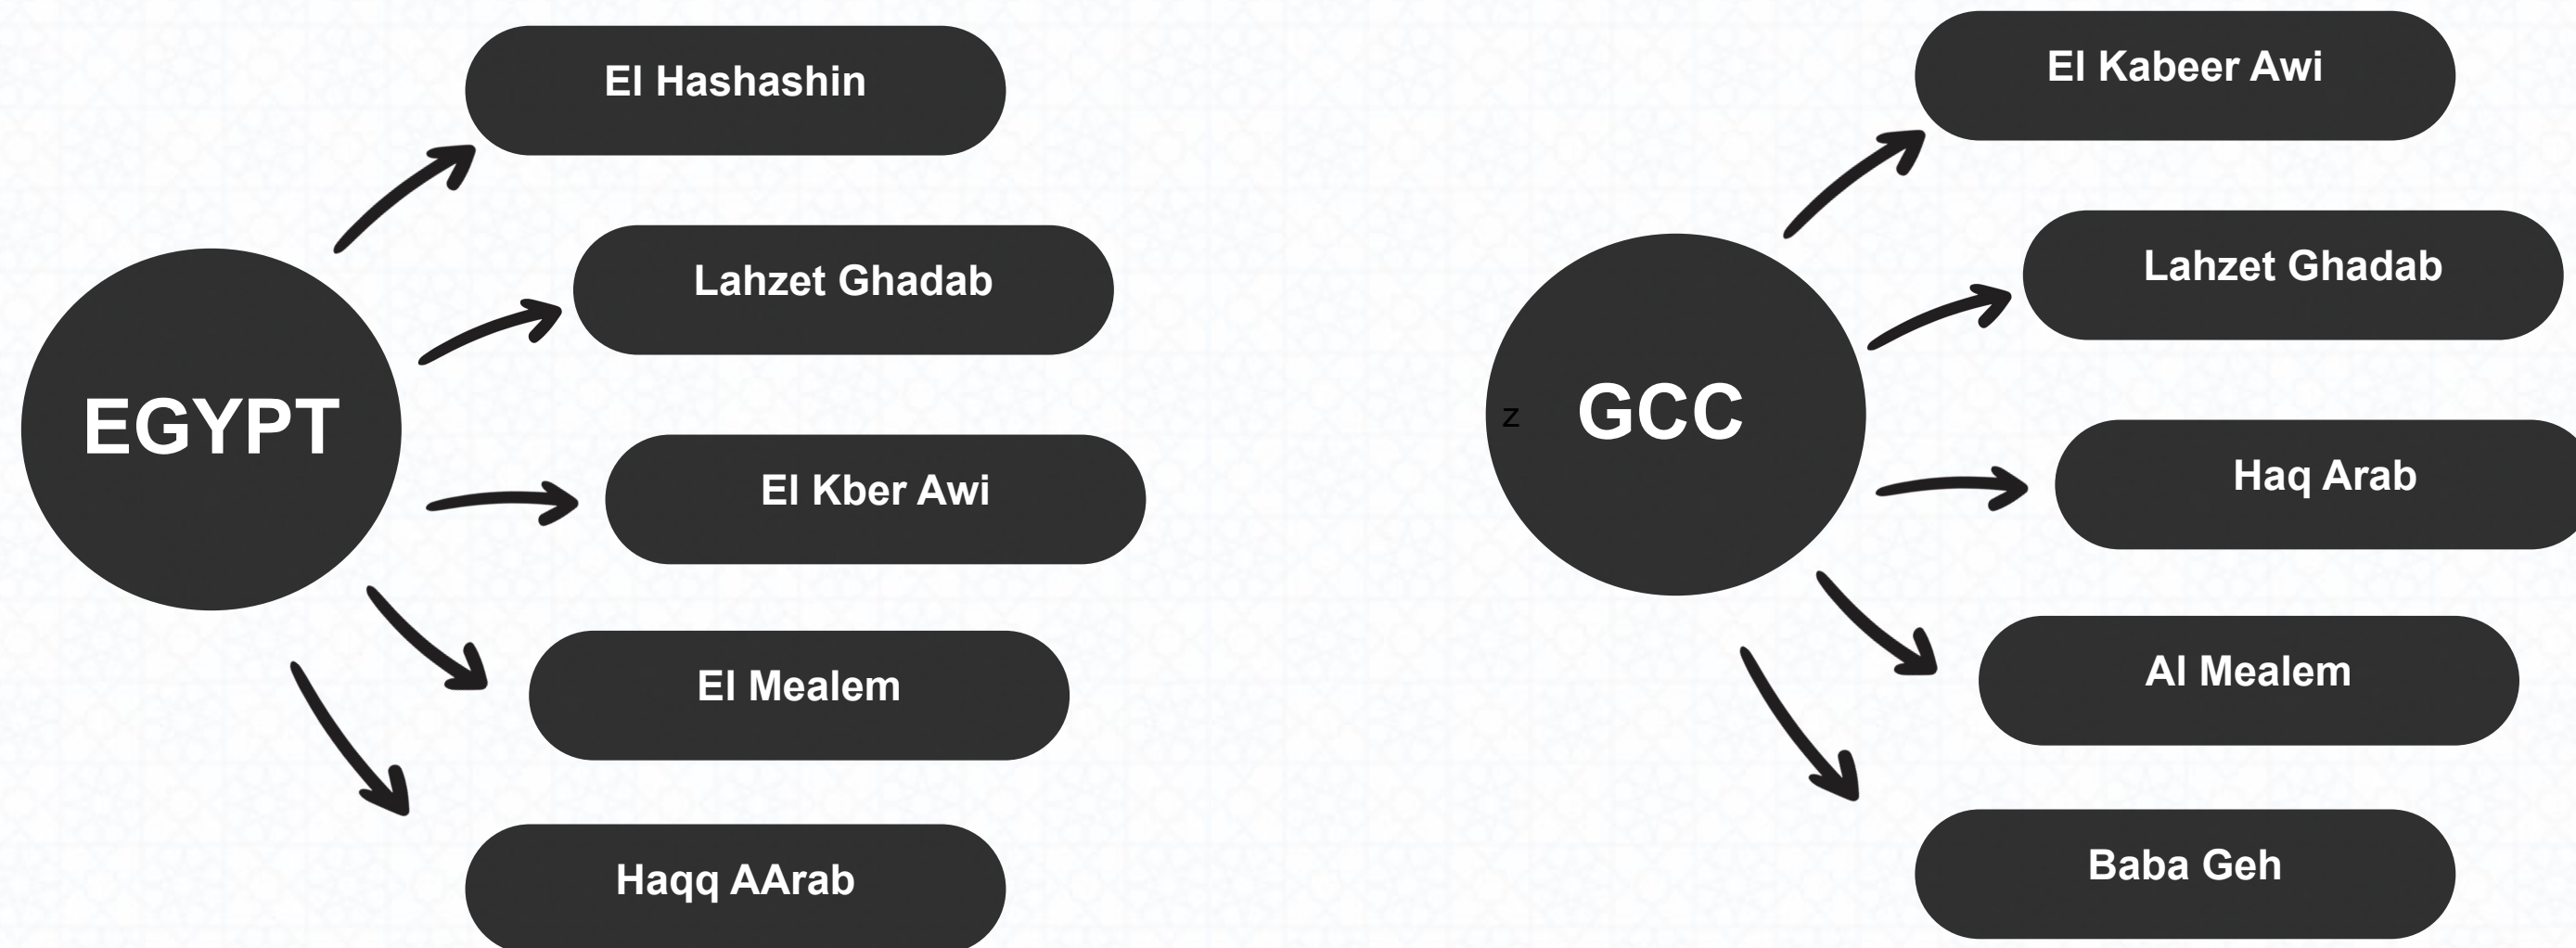 EGYPT
El Hashashin
Lahzet Ghadab
El Kber Awi
El Mealem
Haqq AArab
z
GCC
El Kabeer Awi
Lahzet Ghadab
Haq Arab
Al Mealem
Baba Geh